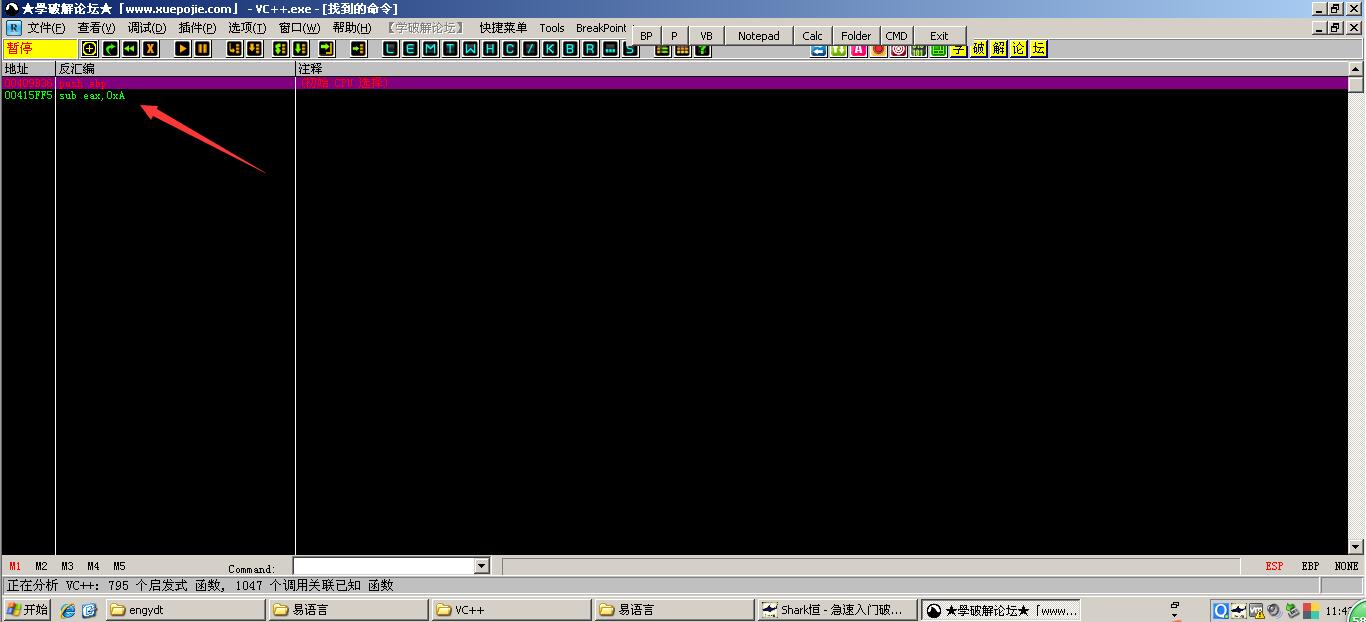 ★学破解论坛★「www.xuepojie.com」 - VC++.exe - [找到的命令]
R 文件(F) 查看(V) 调试(D) 插件(P) 选项(T) 窗口(W) 帮助(H) 【学破解论坛】 快捷菜单 Tools BreakPoint BP P VB Notepad Calc Folder CMD Exit
暂停 L E M T W H C / K B R ... S 字 破 解 论 坛
地址 反汇编 注释
00409B36 push ebp (初始 CPU 选择)
00415FF5 sub eax,0xA
M1 M2 M3 M4 M5 Command: ESP EBP NONE
正在分析 VC++: 795 个启发式 函数, 1047 个调用关联已知 函数
开始 engydt 易语言 VC++ 易语言 Shark恒 - 急速入门破... ★学破解论坛★「www...